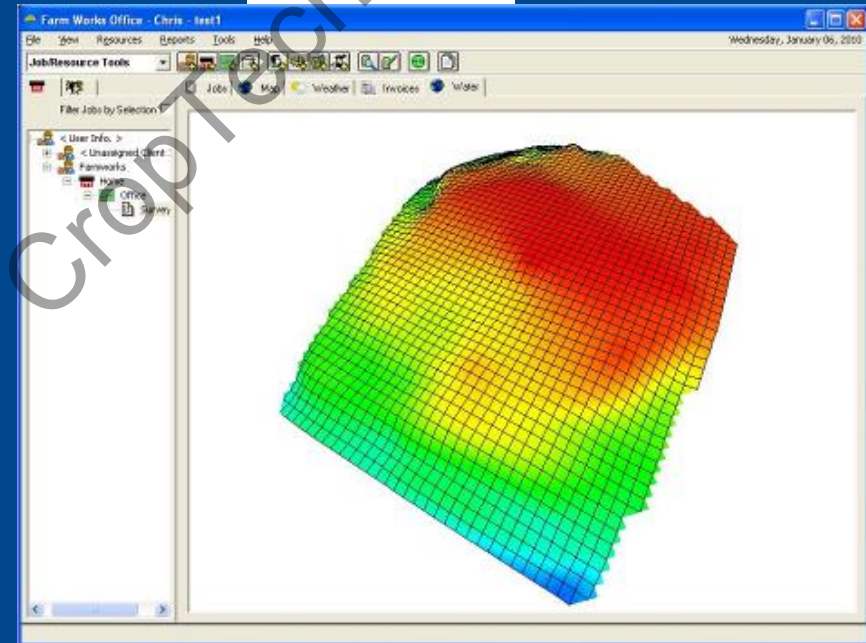 Farm Works Office - Chris - test1
File View Resources Reports Tools Help
Wednesday, January 06, 2010
Job/Resource Tools
Jobs Map Weather Invoices Water
Filter Jobs by Selection
< User Info. >
< Unassigned Client
Farmworks
Home
Office
Survey
CropTech